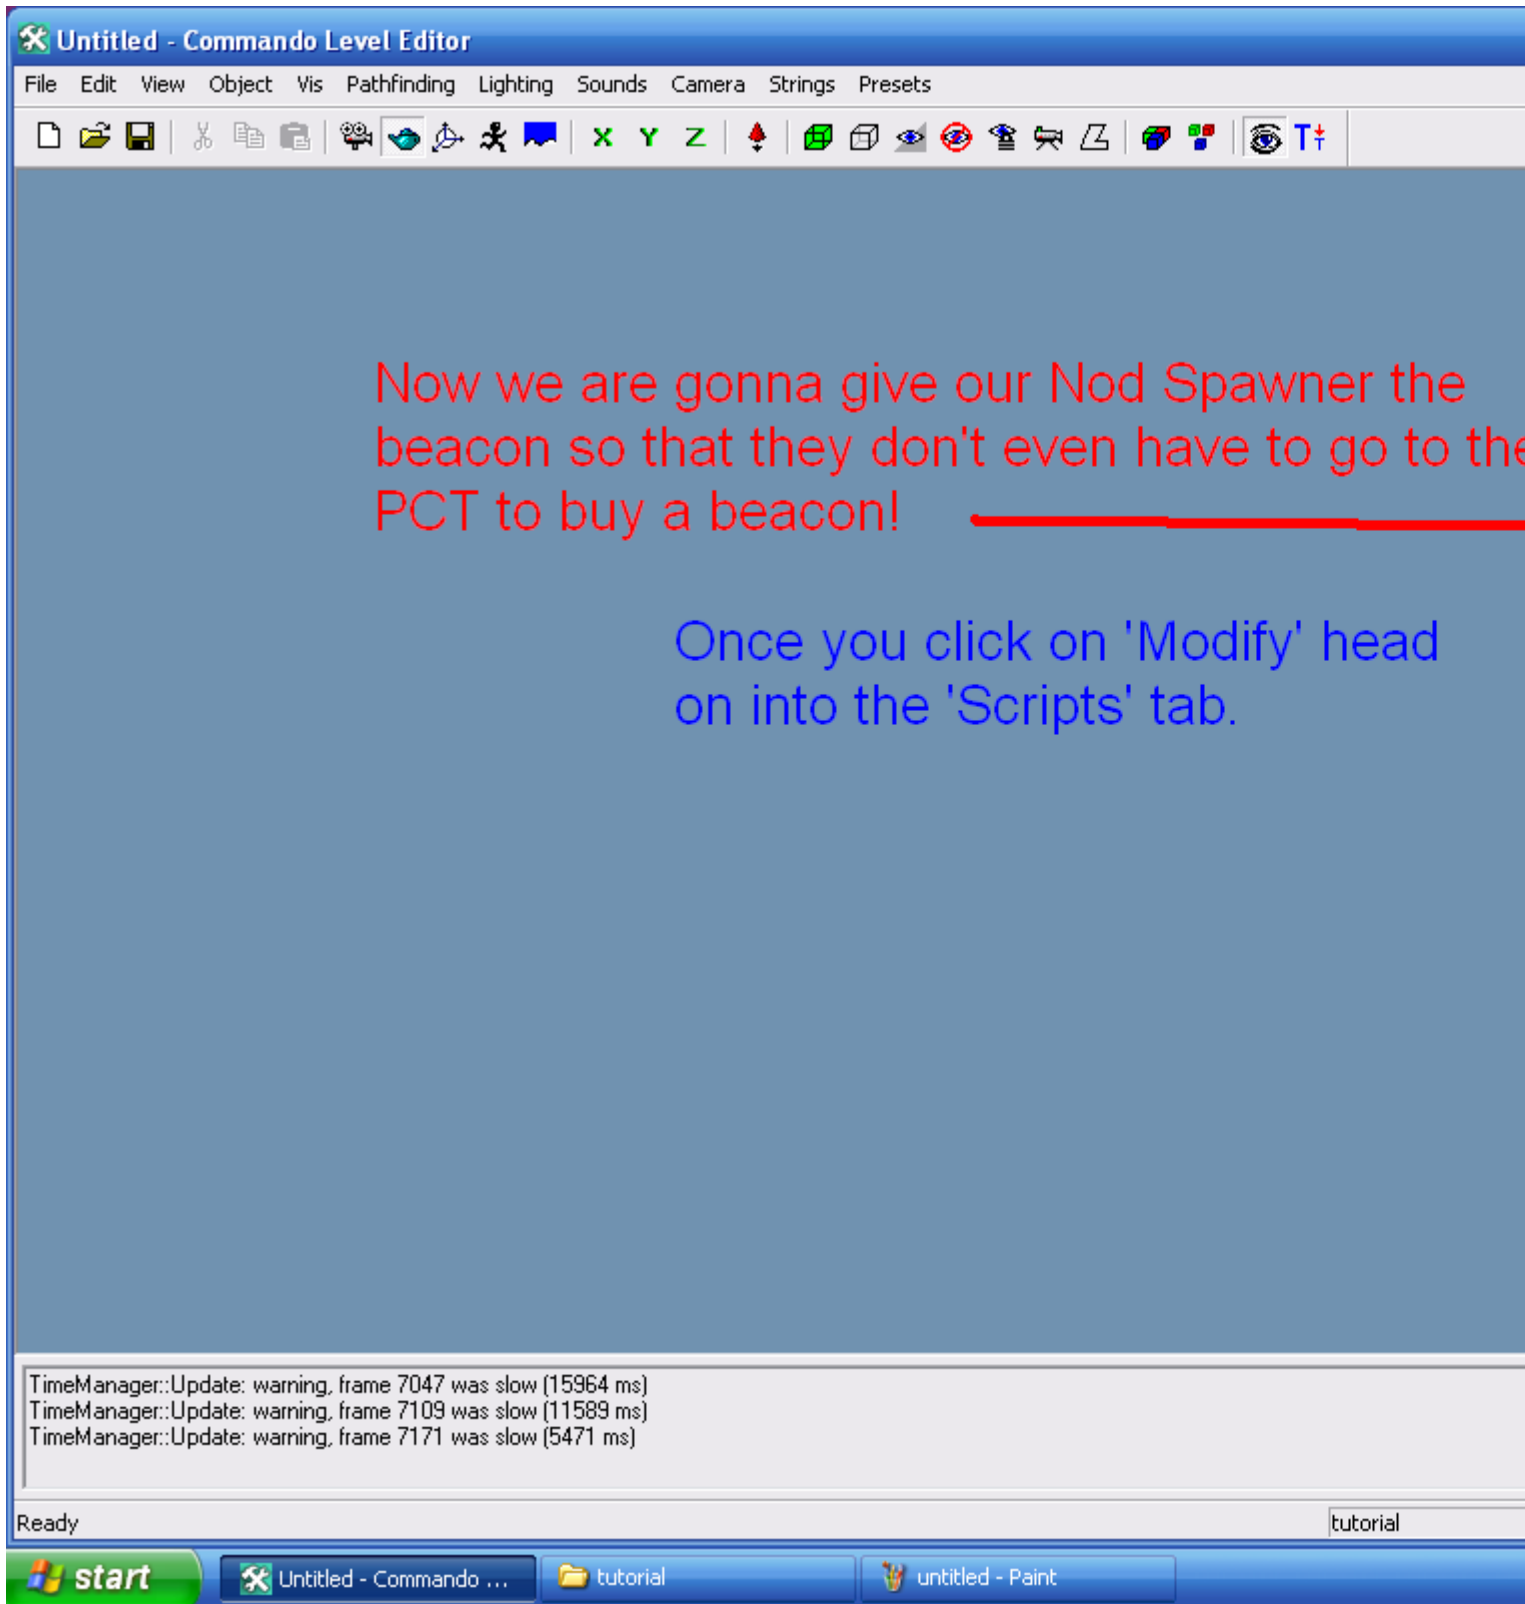 Untitled - Commando Level Editor
File Edit View Object Vis Pathfinding Lighting Sounds Camera Strings Presets
X Y Z T
Now we are gonna give our Nod Spawner the
beacon so that they don't even have to go to the
PCT to buy a beacon!
Once you click on 'Modify' head
on into the 'Scripts' tab.
TimeManager::Update: warning, frame 7047 was slow (15964 ms)
TimeManager::Update: warning, frame 7109 was slow (11589 ms)
TimeManager::Update: warning, frame 7171 was slow (5471 ms)
Ready tutorial
start Untitled - Commando ... tutorial untitled - Paint